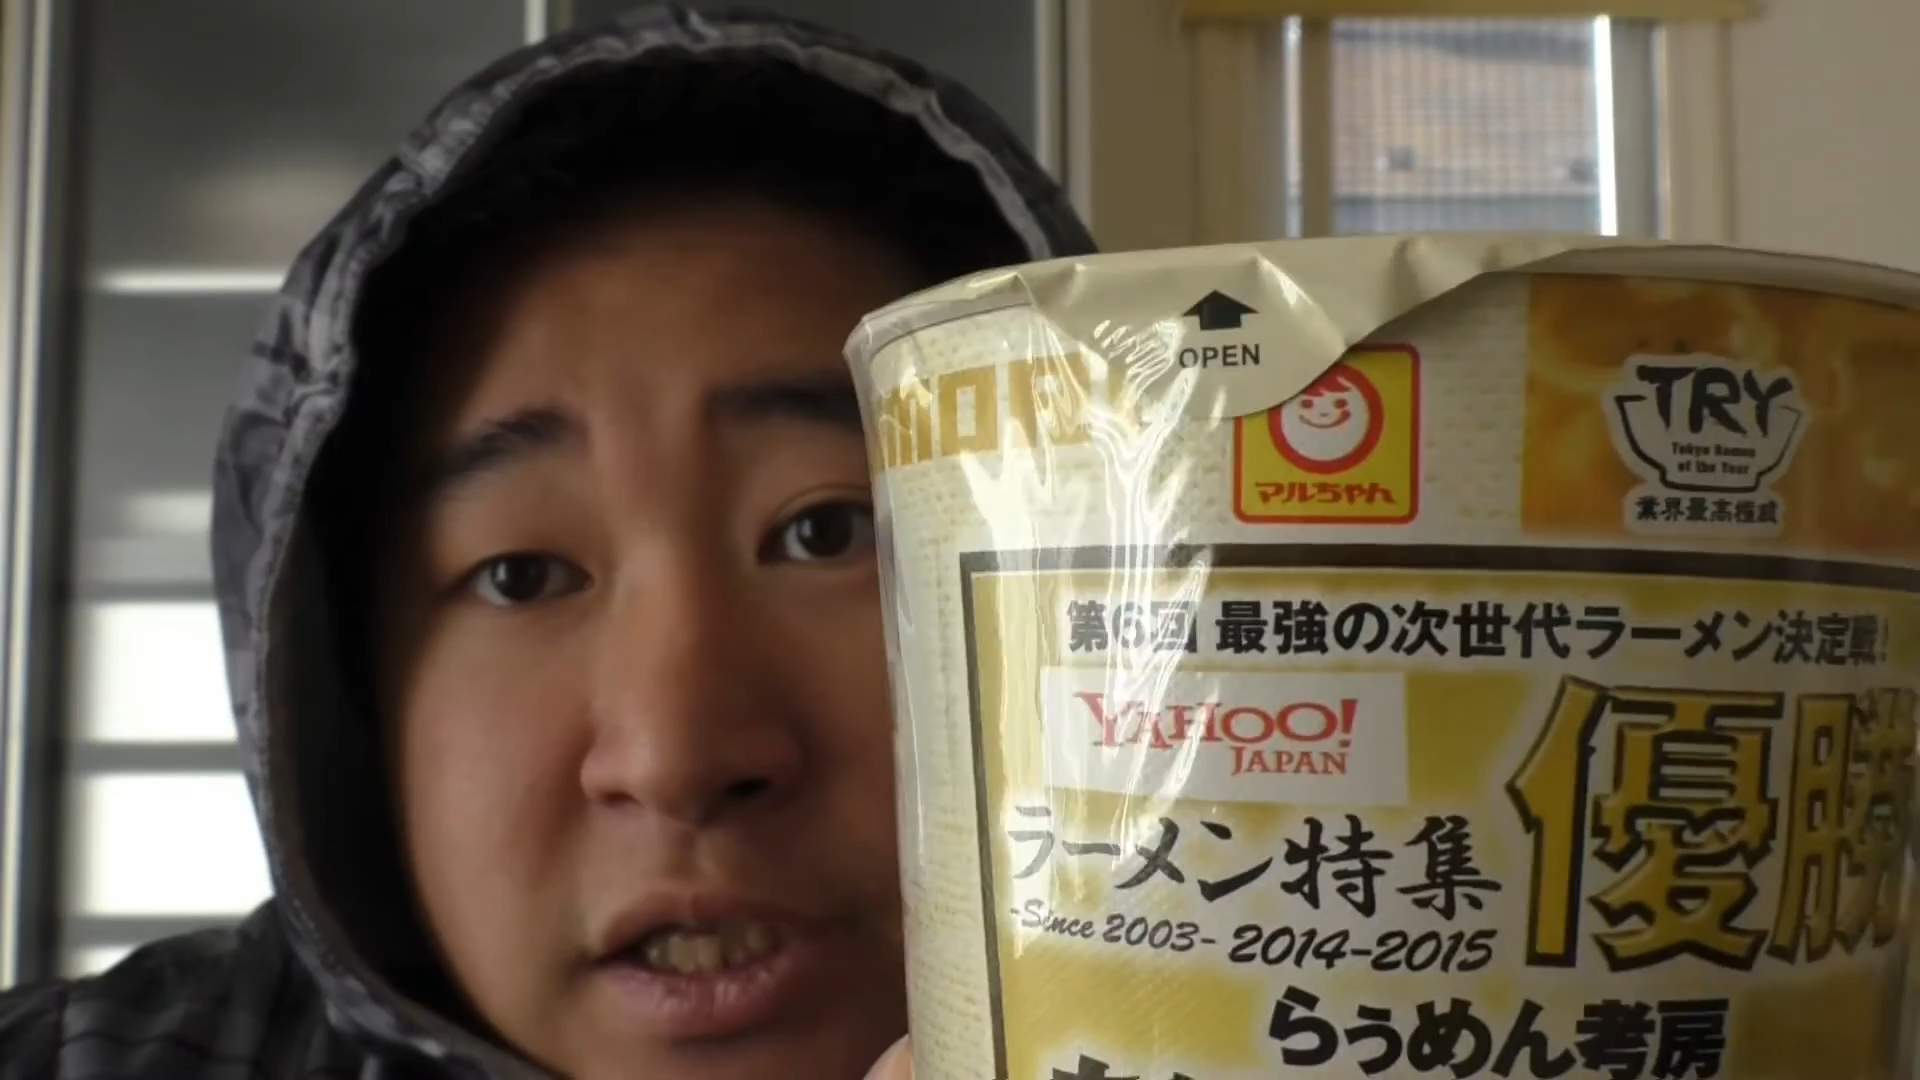 OPEN
マルちゃん
TRY
Tokyo Ramen
of the Year
業界最高権威
第6回 最強の次世代ラーメン決定戦!
YAHOO!
JAPAN
ラーメン特集
優勝
-Since 2003- 2014-2015
らぅめん考房